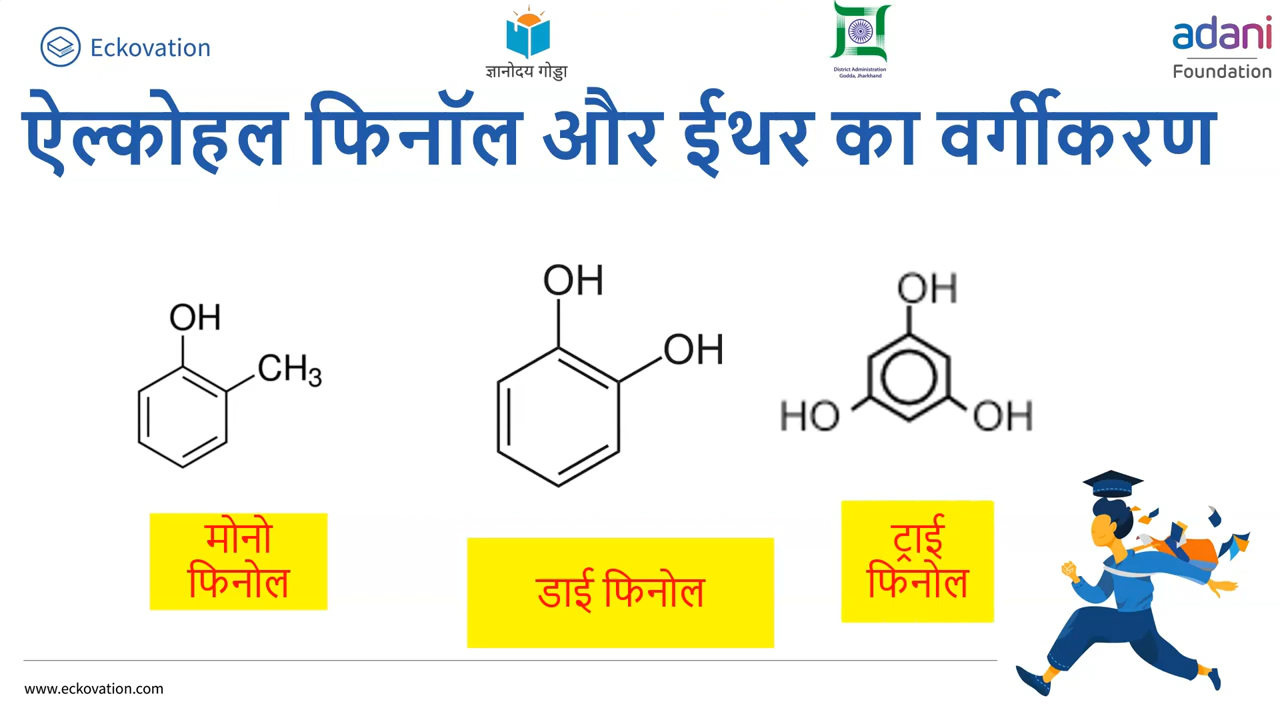 Eckovation
ज्ञानोदय गोड्डा
District Administration
Godda, Jharkhand
adani
Foundation
ऐल्कोहल फिनॉल और ईथर का वर्गीकरण
OH
CH3
OH
OH
OH
HO
OH
मोनो
फिनोल
डाई फिनोल
ट्राई
फिनोल
www.eckovation.com